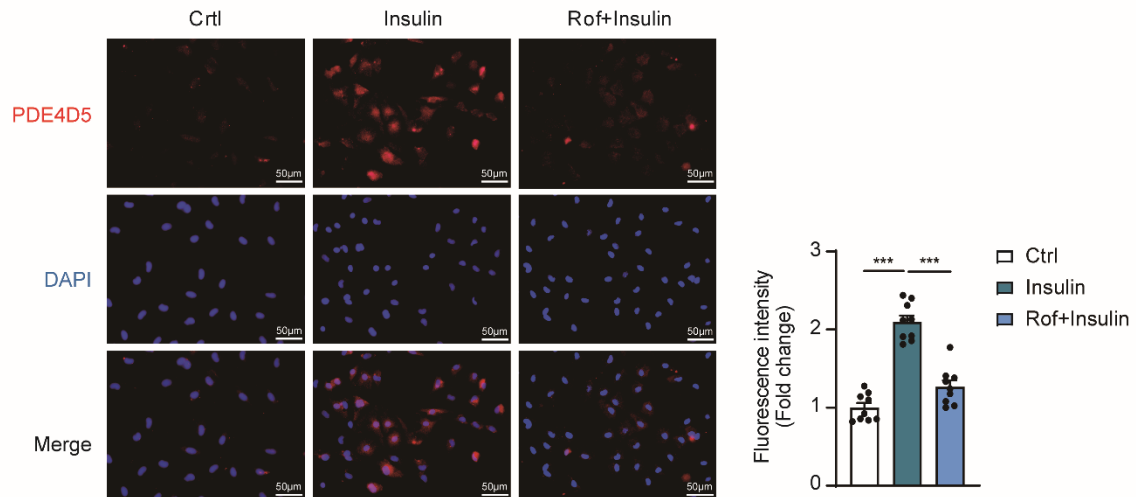 Crtl Insulin Rof+Insulin
PDE4D5
50μm 50μm 50μm
DAPI
50μm 50μm 50μm
Merge
50μm 50μm 50μm
Fluorescence intensity
(Fold change)
3
2
1
0
*** ***
Ctrl
Insulin
Rof+Insulin